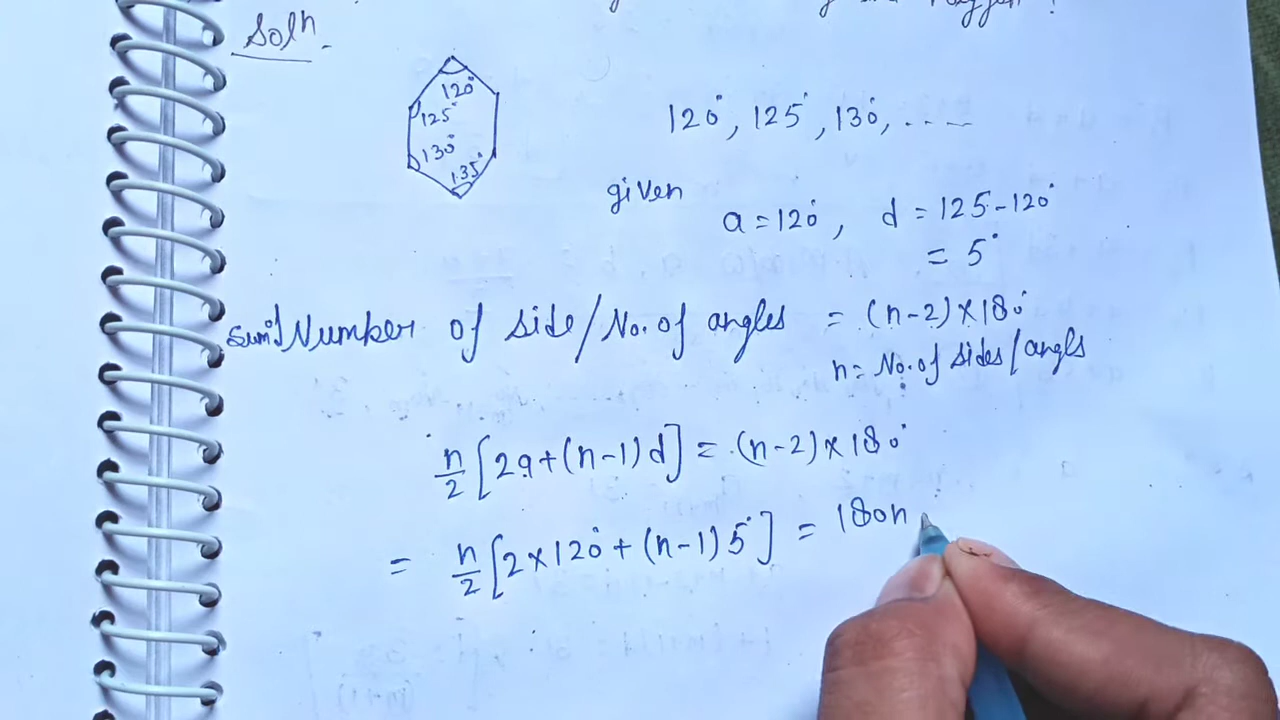 Solⁿ.
120°
125°
130°
135°
120°, 125°, 130°, ....
given
a = 120°, d = 125 - 120°
= 5°
sum of Number of side/No. of angles = (n-2)×180°
n = No. of sides/angls
n/2 [2a+(n-1)d] = (n-2)×180°
= n/2 [2×120°+(n-1)5°] = 180n